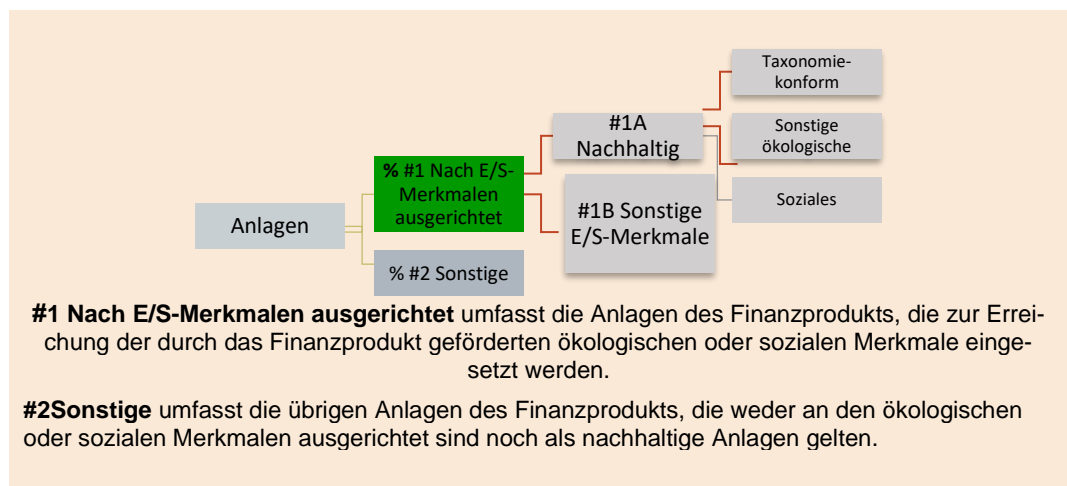 Taxonomie-
konform
#1A
Nachhaltig
Sonstige
ökologische
% #1 Nach E/S-
Merkmalen
ausgerichtet
#1B Sonstige
E/S-Merkmale
Soziales
Anlagen
% #2 Sonstige
#1 Nach E/S-Merkmalen ausgerichtet umfasst die Anlagen des Finanzprodukts, die zur Errei-
chung der durch das Finanzprodukt geförderten ökologischen oder sozialen Merkmale einge-
setzt werden.
#2Sonstige umfasst die übrigen Anlagen des Finanzprodukts, die weder an den ökologischen
oder sozialen Merkmalen ausgerichtet sind noch als nachhaltige Anlagen gelten.